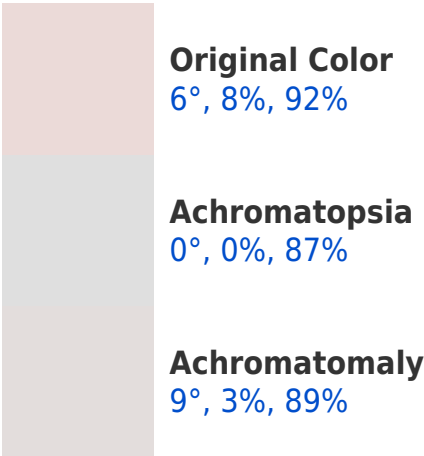 Original Color
6°, 8%, 92%
Achromatopsia
0°, 0%, 87%
Achromatomaly
9°, 3%, 89%